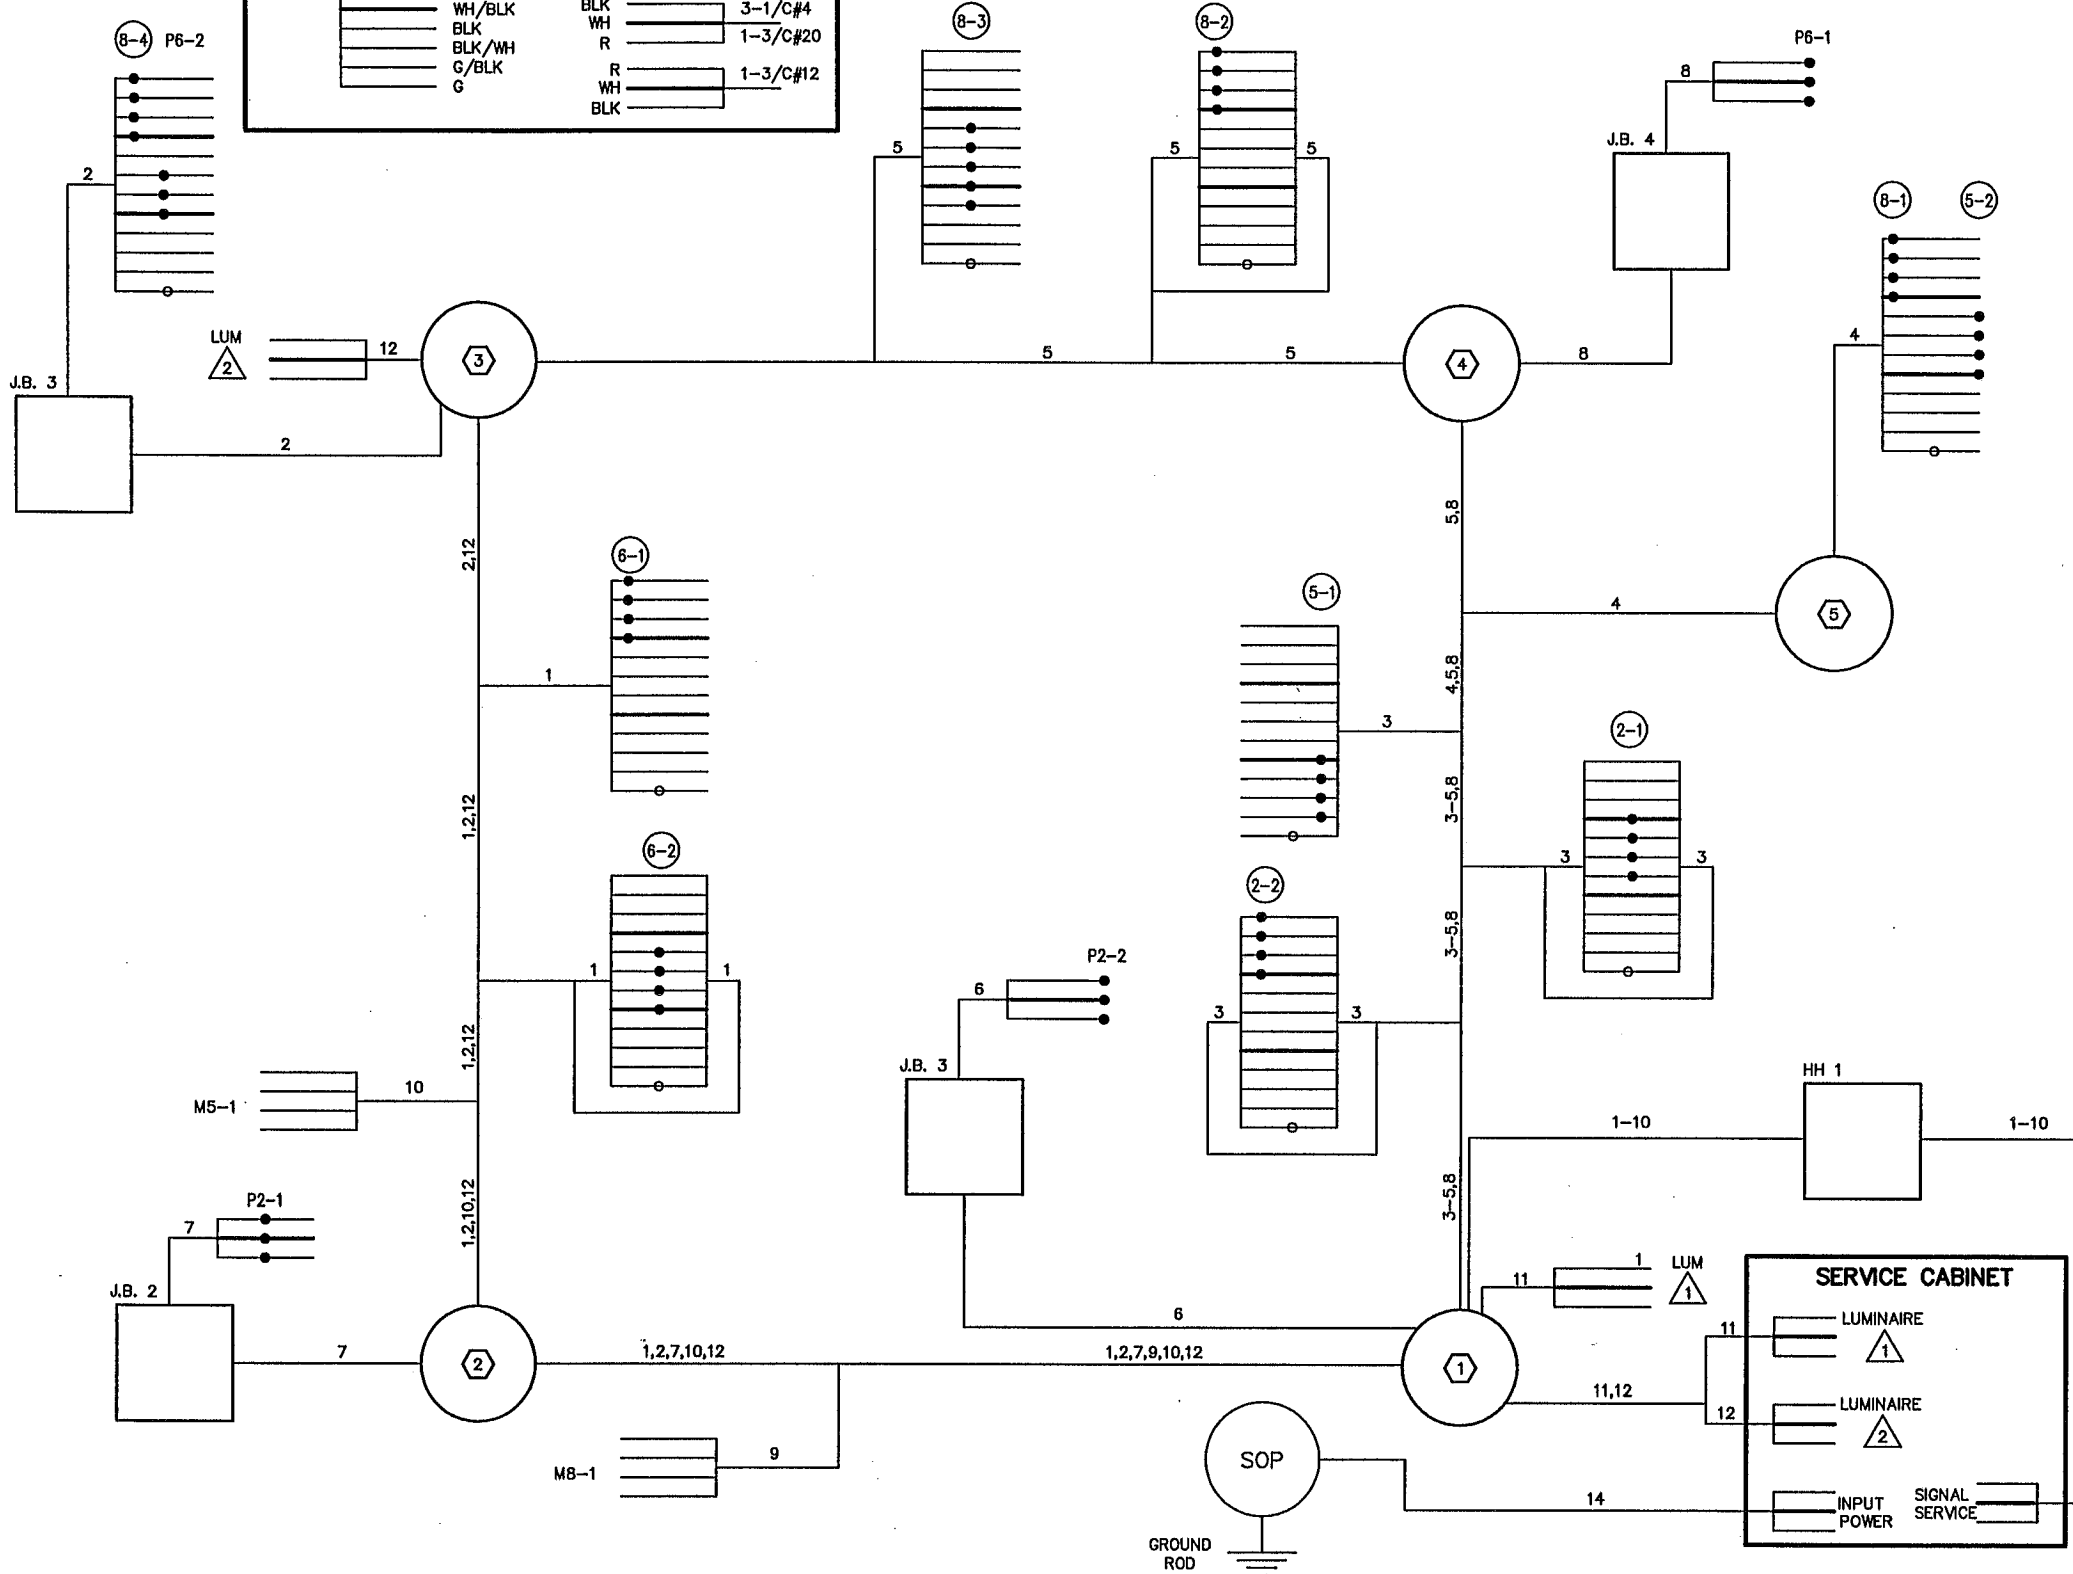 WH/BLK
BLK
BLK/WH
G/BLK
G
BLK
WH
R
3-1/C#4
1-3/C#20
R
WH
BLK
1-3/C#12
8-4 P6-2
2
8-3
5
8-2
5
5
P6-1
8
J.B. 4
8-1
5-2
4
LUM
2
12
3
5
5
4
8
J.B. 3
2
2,12
5,8
6-1
1
5-1
3
4
5
4,5,8
1,2,12
3-5,8
2-1
3
3
6-2
1
1
2-2
3
3
3-5,8
P2-2
6
J.B. 3
1,2,12
M5-1
10
HH 1
1-10
1-10
P2-1
7
J.B. 2
1,2,10,12
3-5,8
11
1
LUM
1
6
7
2
1,2,7,10,12
1,2,7,9,10,12
1
11,12
M8-1
9
SOP
GROUND
ROD
14
SERVICE CABINET
11
LUMINAIRE
1
12
LUMINAIRE
2
INPUT
POWER
SIGNAL
SERVICE